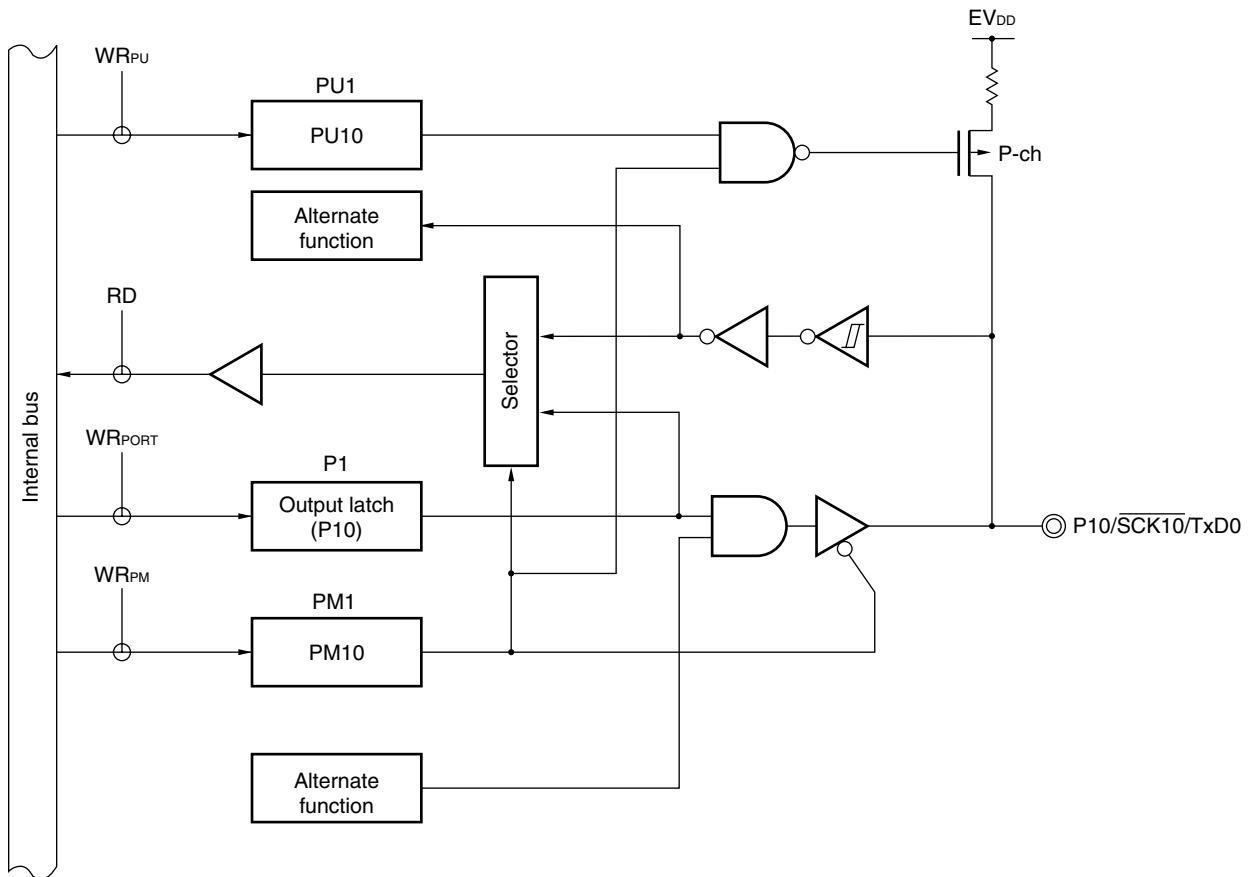 EVDD
WRPU
PU1
PU10
P-ch
Alternate
function
RD
Selector
Internal bus
WRPORT
P1
Output latch
(P10)
P10/SCK10/TxD0
WRPM
PM1
PM10
Alternate
function